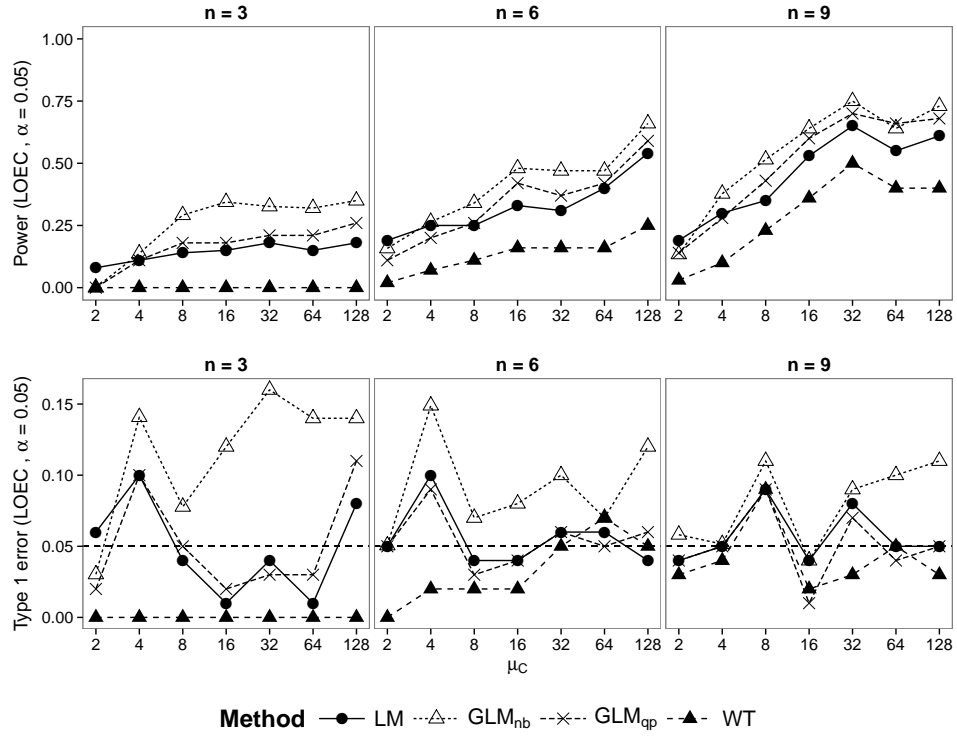 n = 3 n = 6 n = 9
Power (LOEC , α = 0.05)
1.00
0.75
0.50
0.25
0.00
2 4 8 16 32 64 128 2 4 8 16 32 64 128 2 4 8 16 32 64 128
n = 3 n = 6 n = 9
Type 1 error (LOEC , α = 0.05)
0.15
0.10
0.05
0.00
2 4 8 16 32 64 128 2 4 8 16 32 64 128 2 4 8 16 32 64 128
μC
Method LM GLMnb GLMqp WT